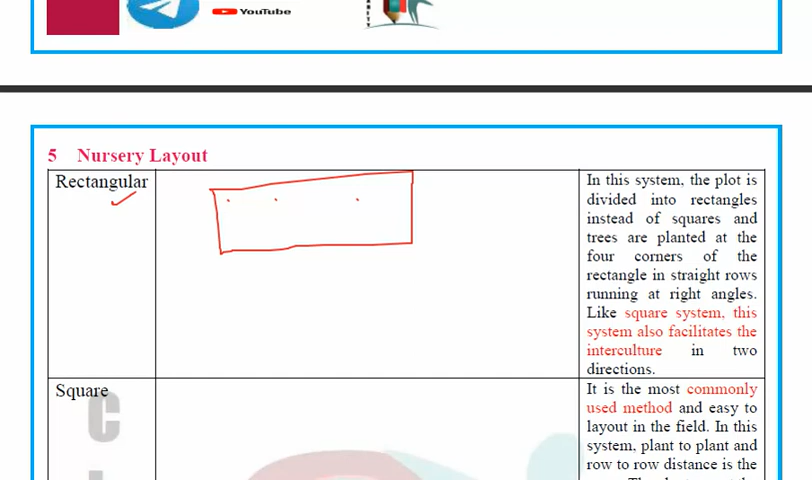 YouTube
5 Nursery Layout
Rectangular
In this system, the plot is
divided into rectangles
instead of squares and
trees are planted at the
four corners of the
rectangle in straight rows
running at right angles.
Like square system, this
system also facilitates the
interculture in two
directions.
Square
It is the most commonly
used method and easy to
layout in the field. In this
system, plant to plant and
row to row distance is the